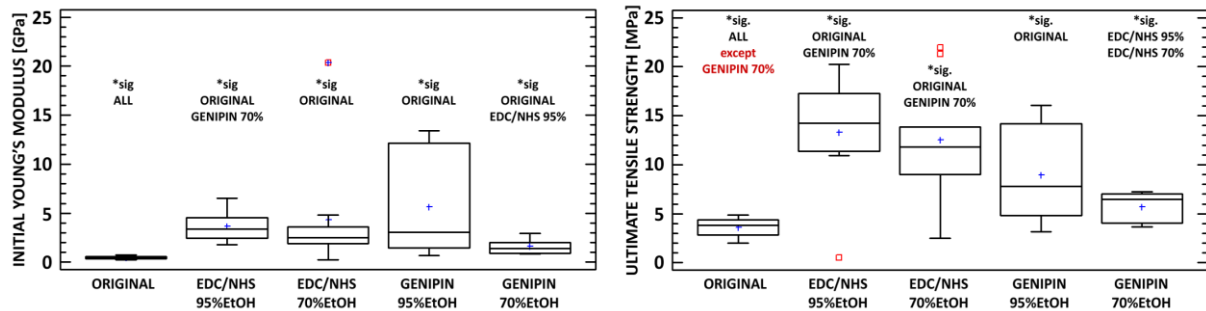 INITIAL YOUNG'S MODULUS [GPa]
25
20
15
10
5
0
*sig
ALL
*sig
ORIGINAL
GENIPIN 70%
*sig
ORIGINAL
*sig
ORIGINAL
*sig
ORIGINAL
EDC/NHS 95%
ORIGINAL
EDC/NHS
95%EtOH
EDC/NHS
70%EtOH
GENIPIN
95%EtOH
GENIPIN
70%EtOH
ULTIMATE TENSILE STRENGTH [MPa]
25
20
15
10
5
0
*sig.
ALL
except
GENIPIN 70%
*sig.
ORIGINAL
GENIPIN 70%
*sig.
ORIGINAL
GENIPIN 70%
*sig.
ORIGINAL
*sig.
EDC/NHS 95%
EDC/NHS 70%
ORIGINAL
EDC/NHS
95%EtOH
EDC/NHS
70%EtOH
GENIPIN
95%EtOH
GENIPIN
70%EtOH